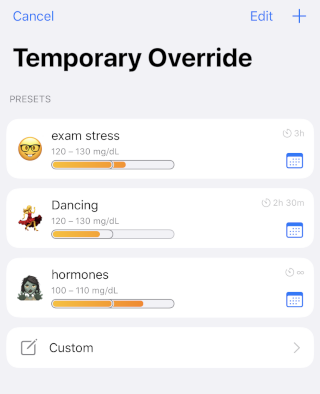 Cancel Edit
Temporary Override
PRESETS
exam stress 3h
120 – 130 mg/dL
Dancing 2h 30m
120 – 130 mg/dL
hormones ∞
100 – 110 mg/dL
Custom